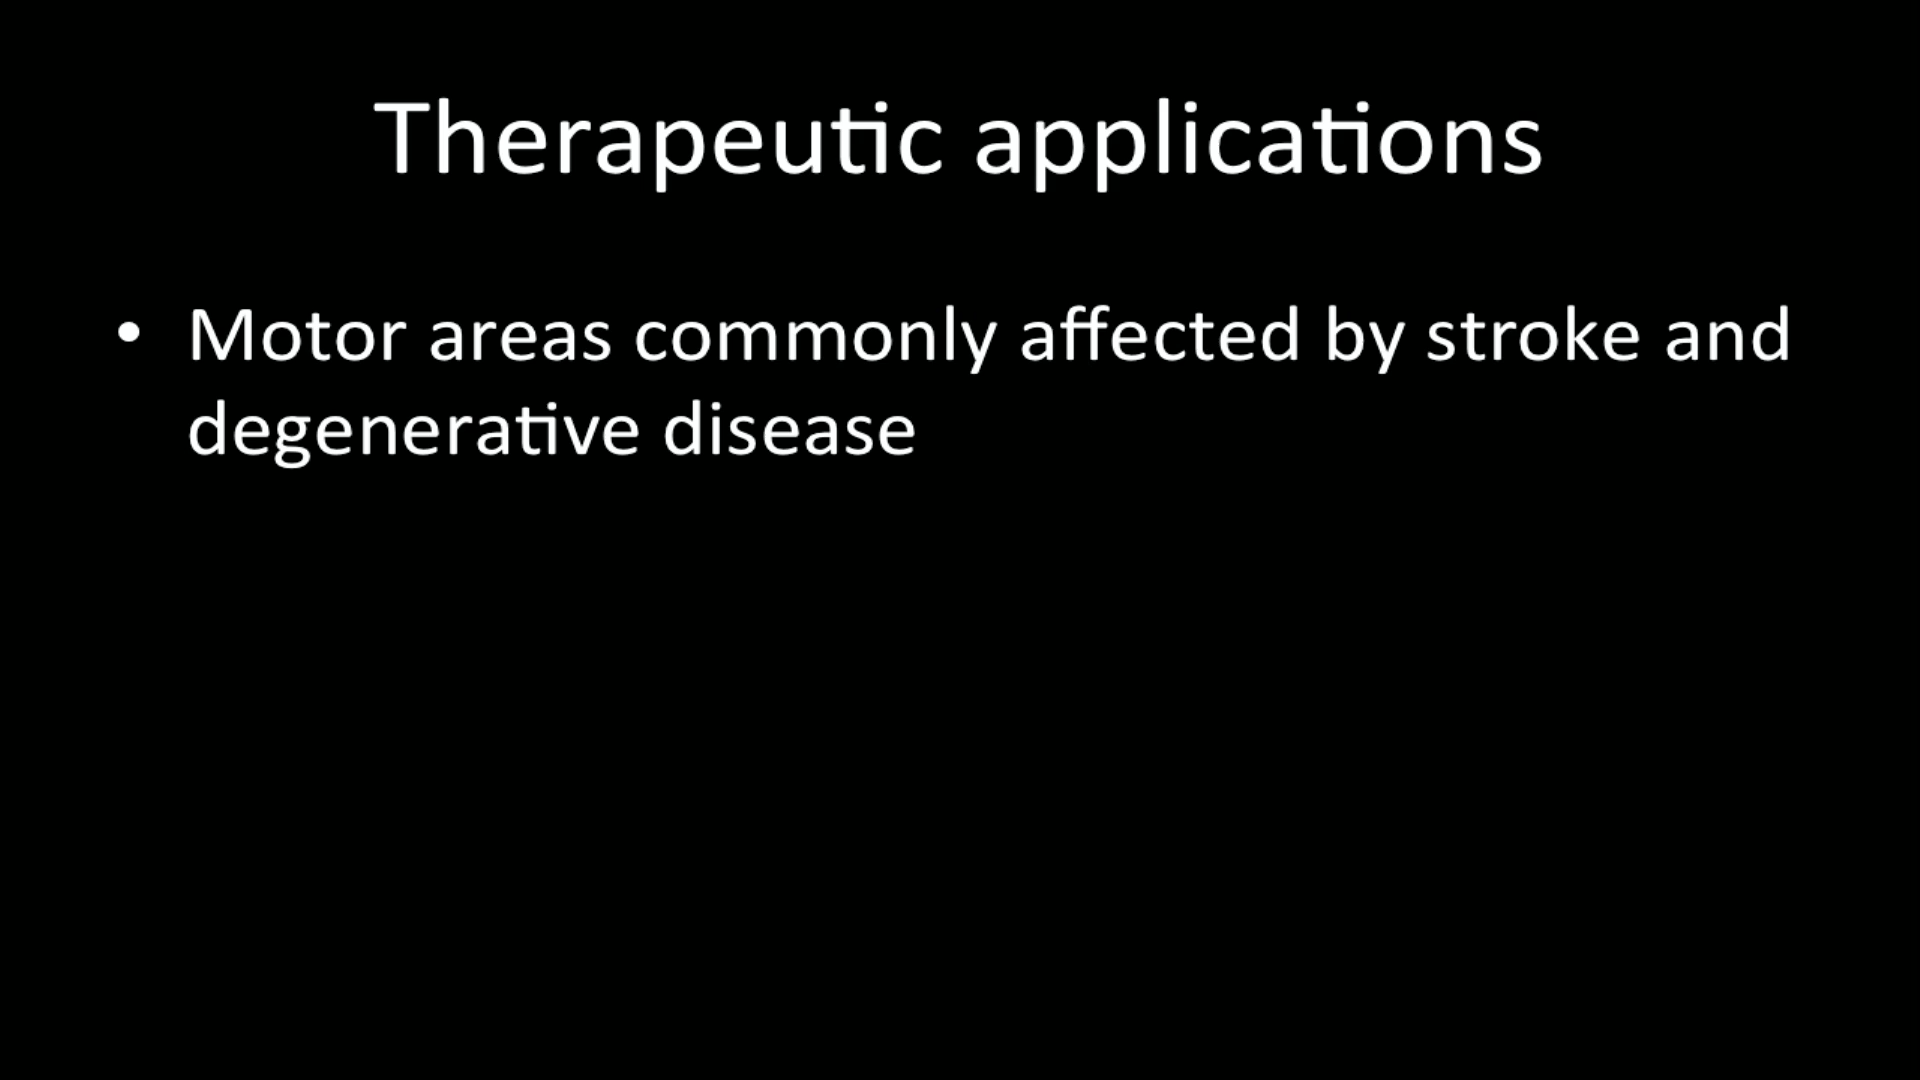 Therapeutic applications
• Motor areas commonly affected by stroke and
degenerative disease